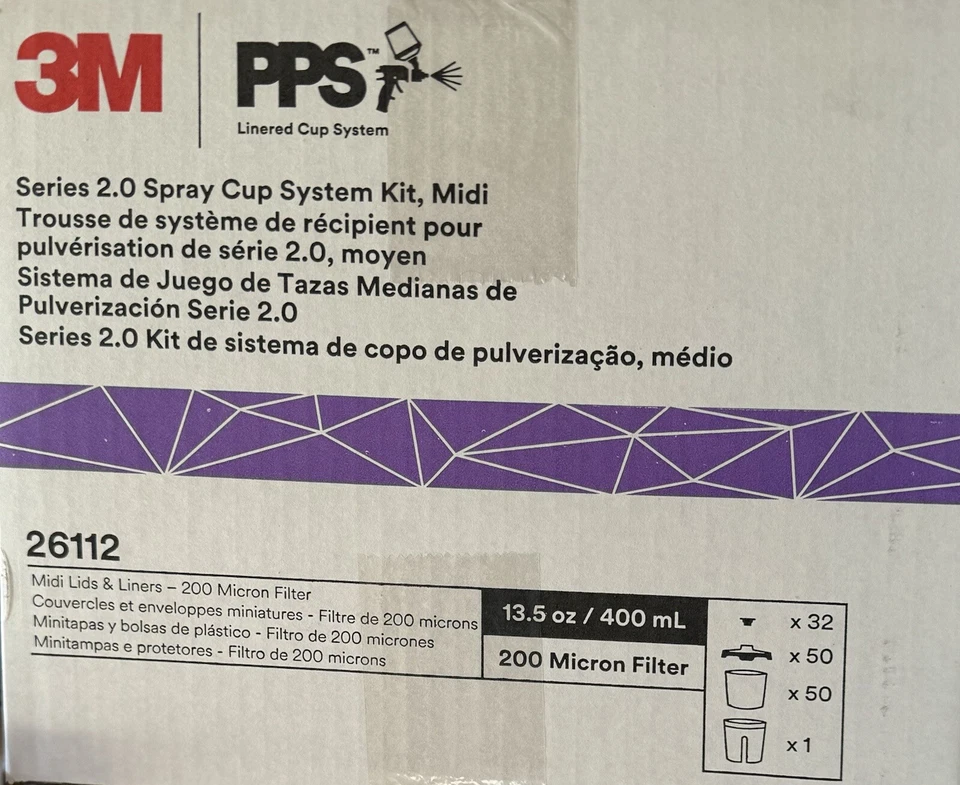 3M
PPS™
Linered Cup System
Series 2.0 Spray Cup System Kit, Midi
Trousse de système de récipient pour
pulvérisation de série 2.0, moyen
Sistema de Juego de Tazas Medianas de
Pulverización Serie 2.0
Series 2.0 Kit de sistema de copo de pulverização, médio
26112
Midi Lids & Liners – 200 Micron Filter
Couvercles et enveloppes miniatures - Filtre de 200 microns
Minitapas y bolsas de plástico - Filtro de 200 micrones
Minitampas e protetores - Filtro de 200 microns
13.5 oz / 400 mL
200 Micron Filter
x 32
x 50
x 50
x 1